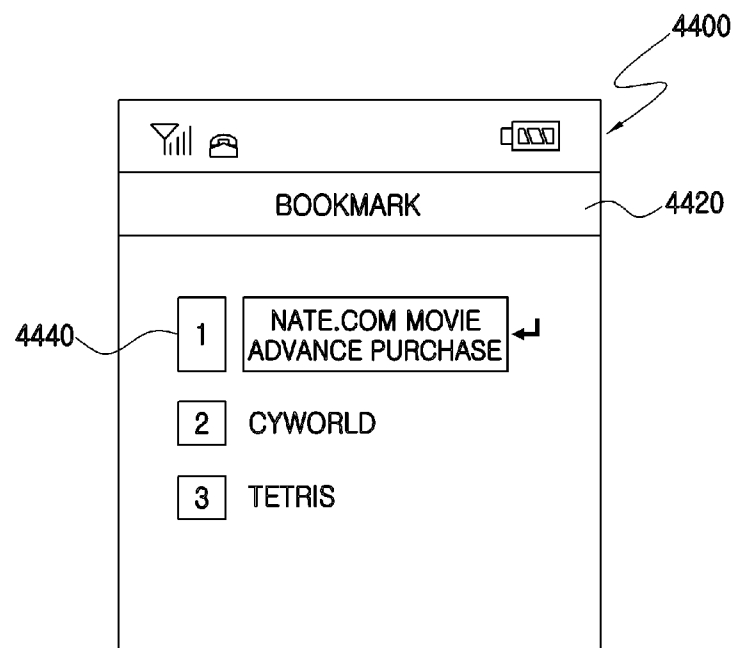 4400
BOOKMARK
4420
4440
1
NATE.COM MOVIE
ADVANCE PURCHASE
2 CYWORLD
3 TETRIS